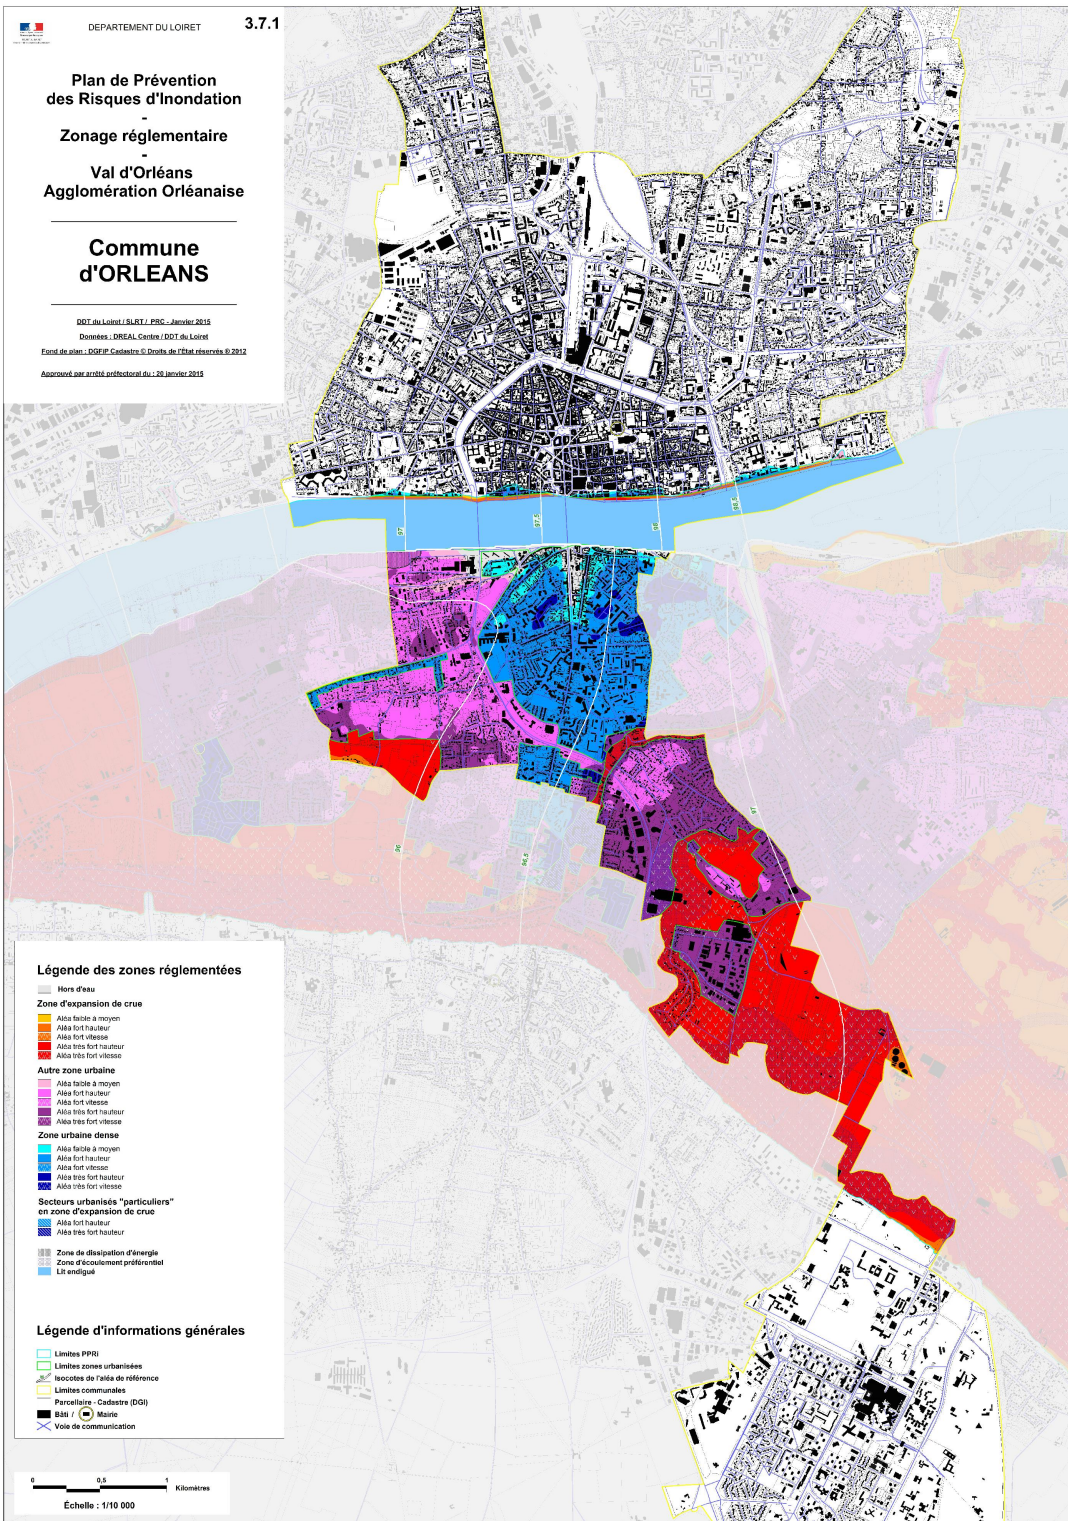 DEPARTEMENT DU LOIRET
3.7.1
Plan de Prévention
des Risques d'Inondation
-
Zonage réglementaire
-
Val d'Orléans
Agglomération Orléanaise
Commune
d'ORLEANS
DDT du Loiret / SLRT / PRC - Janvier 2015
Données : DREAL Centre / DDT du Loiret
Fond de plan : DGFIP Cadastre © Droits de l'État réservés ® 2012
Approuvé par arrêté préfectoral du : 20 janvier 2015
97
97.5
98
98.5
96
96.5
97
Légende des zones réglementées
Hors d'eau
Zone d'expansion de crue
Aléa faible à moyen
Aléa fort hauteur
Aléa fort vitesse
Aléa très fort hauteur
Aléa très fort vitesse
Autre zone urbaine
Aléa faible à moyen
Aléa fort hauteur
Aléa fort vitesse
Aléa très fort hauteur
Aléa très fort vitesse
Zone urbaine dense
Aléa faible à moyen
Aléa fort hauteur
Aléa fort vitesse
Aléa très fort hauteur
Aléa très fort vitesse
Secteurs urbanisés "particuliers"
en zone d'expansion de crue
Aléa fort hauteur
Aléa très fort hauteur
Zone de dissipation d'énergie
Zone d'écoulement préférentiel
Lit endigué
Légende d'informations générales
Limites PPRi
Limites zones urbanisées
Isocotes de l'aléa de référence
Limites communales
Parcellaire - Cadastre (DGI)
Bâti / Mairie
Voie de communication
0 0,5 1
Kilomètres
Échelle : 1/10 000